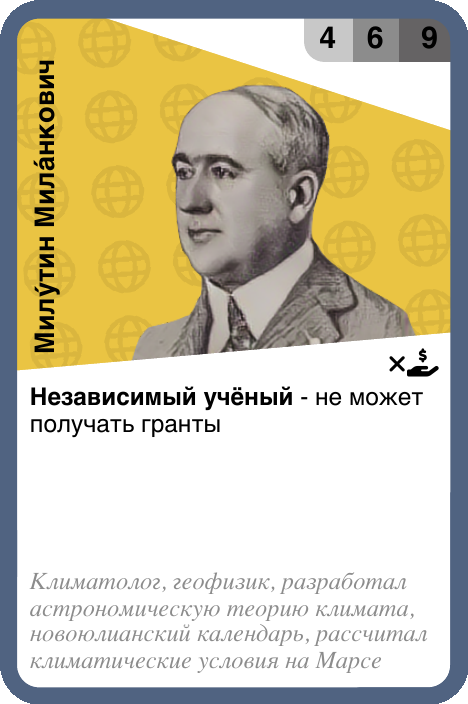 4 6 9
Милу́тин Мила́нкович
$
Независимый учёный - не может
получать гранты
Климатолог, геофизик, разработал
астрономическую теорию климата,
новоюлианский календарь, рассчитал
климатические условия на Марсе